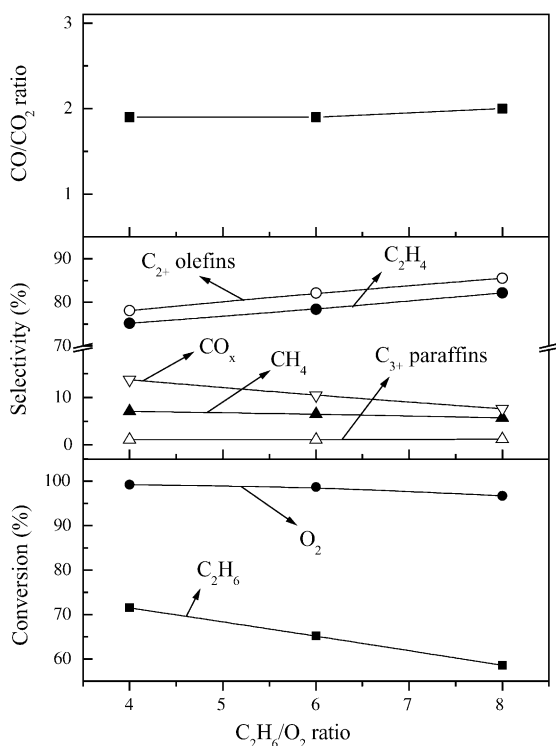 3
2
1
CO/CO₂ ratio
90
80
70
10
0
Selectivity (%)
C₂₊ olefins
C₂H₄
COₓ
CH₄
C₃₊ paraffins
100
90
70
60
Conversion (%)
O₂
C₂H₆
4 5 6 7 8
C₂H₆/O₂ ratio